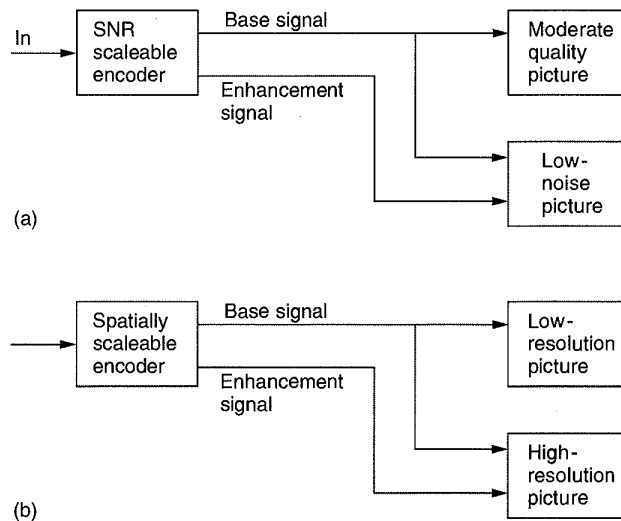 In
SNR
scaleable
encoder
Base signal
Enhancement
signal
Moderate
quality
picture
Low-
noise
picture
(a)
Spatially
scaleable
encoder
Base signal
Enhancement
signal
Low-
resolution
picture
High-
resolution
picture
(b)